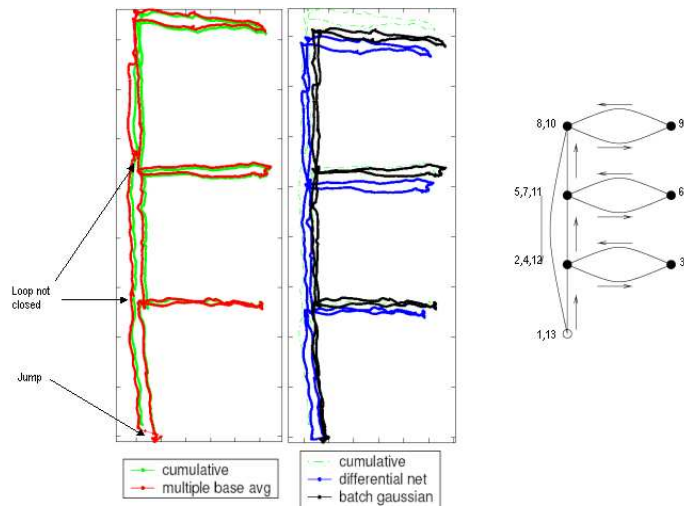 Loop not
closed
Jump
cumulative
multiple base avg
cumulative
differential net
batch gaussian
8,10
9
5,7,11
6
2,4,12
3
1,13